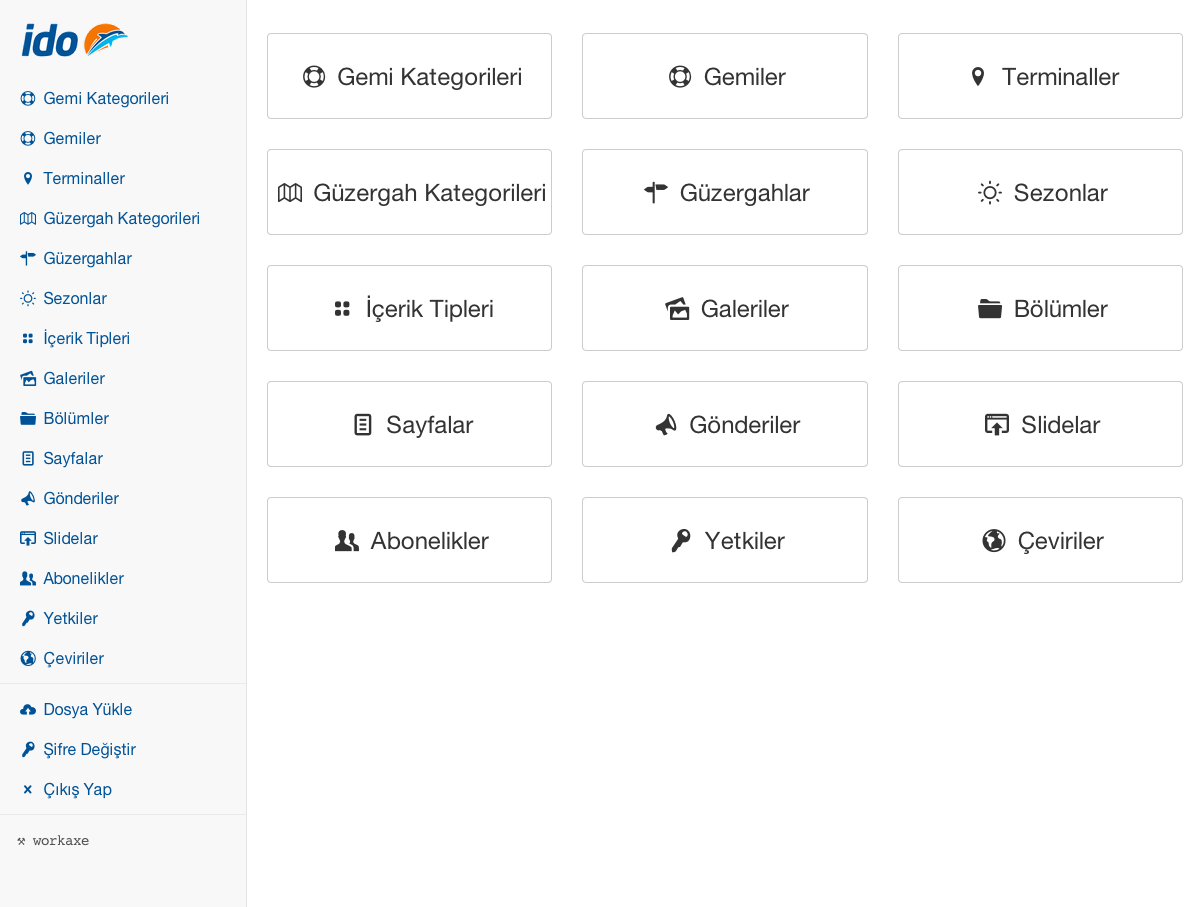 ido
Gemi Kategorileri
Gemiler
Terminaller
Güzergah Kategorileri
Güzergahlar
Sezonlar
İçerik Tipleri
Galeriler
Bölümler
Sayfalar
Gönderiler
Slidelar
Abonelikler
Yetkiler
Çeviriler
Dosya Yükle
Şifre Değiştir
Çıkış Yap
⚒ workaxe
Gemi Kategorileri
Gemiler
Terminaller
Güzergah Kategorileri
Güzergahlar
Sezonlar
İçerik Tipleri
Galeriler
Bölümler
Sayfalar
Gönderiler
Slidelar
Abonelikler
Yetkiler
Çeviriler